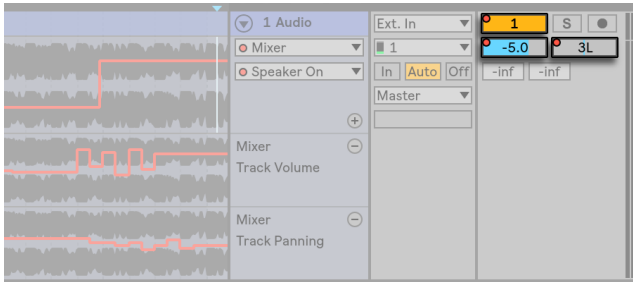 1 Audio
Ext. In
1
S
Mixer
1
-5.0
3L
Speaker On
In Auto Off
-inf -inf
Master
Mixer
Track Volume
Mixer
Track Panning